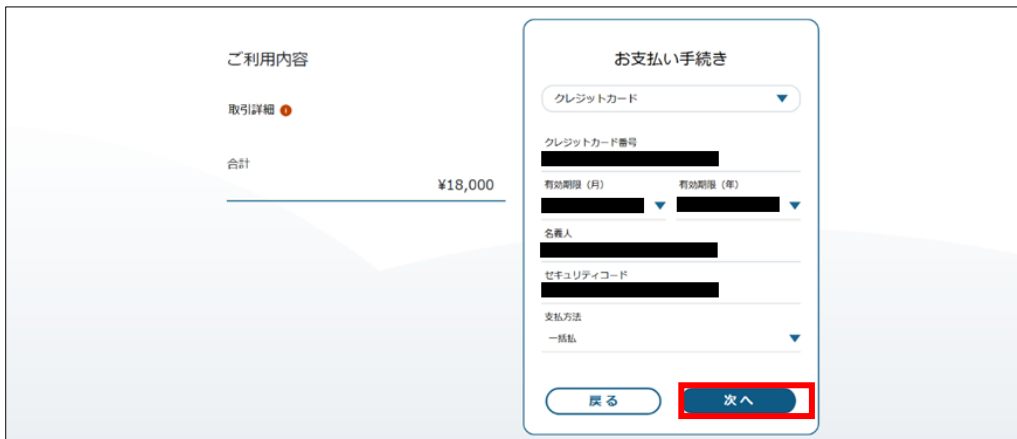 ご利用内容
取引詳細
合計
¥18,000
お支払い手続き
クレジットカード
クレジットカード番号
有効期限（月） 有効期限（年）
名義人
セキュリティコード
支払方法
一括払
戻る 次へ